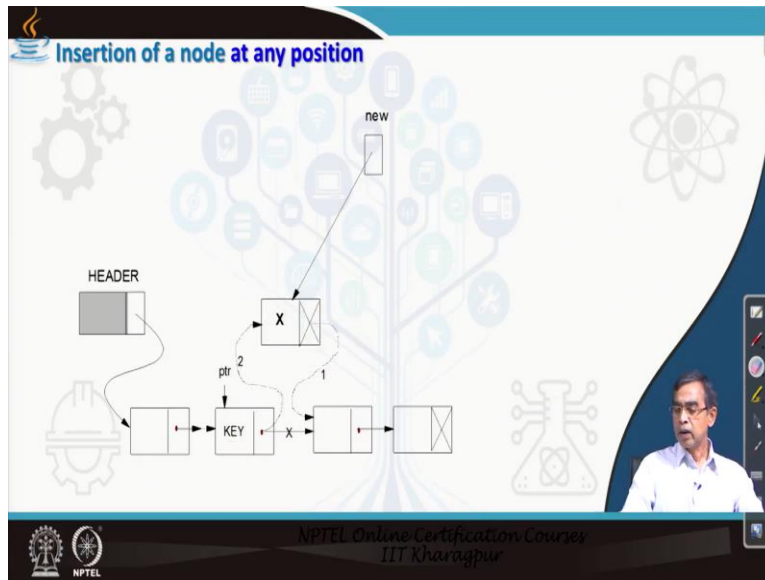 Insertion of a node at any position
new
HEADER
X
2
1
ptr
KEY
X
NPTEL Online Certification Courses
IIT Kharagpur
NPTEL